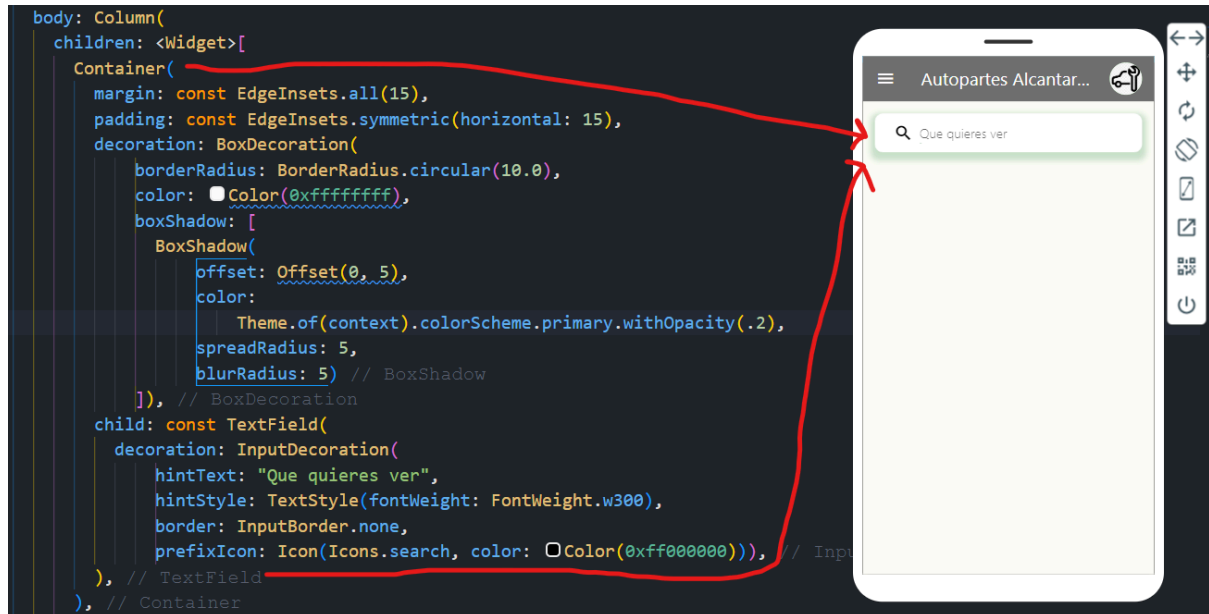 body: Column(
children: <Widget>[
Container(
margin: const EdgeInsets.all(15),
padding: const EdgeInsets.symmetric(horizontal: 15),
decoration: BoxDecoration(
borderRadius: BorderRadius.circular(10.0),
color: Color(0xffffffff),
boxShadow: [
BoxShadow(
offset: Offset(0, 5),
color:
Theme.of(context).colorScheme.primary.withOpacity(.2),
spreadRadius: 5,
blurRadius: 5) // BoxShadow
]), // BoxDecoration
child: const TextField(
decoration: InputDecoration(
hintText: "Que quieres ver",
hintStyle: TextStyle(fontWeight: FontWeight.w300),
border: InputBorder.none,
prefixIcon: Icon(Icons.search, color: Color(0xff000000))), // Inpu
), // TextField
), // Container
Autopartes Alcantar...
Que quieres ver